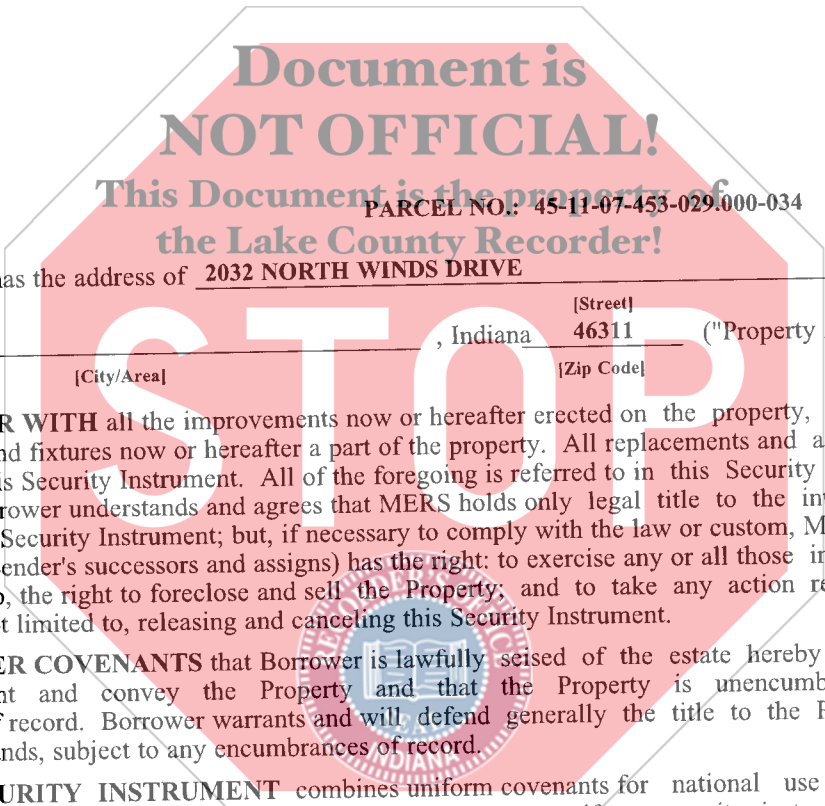 Document is
NOT OFFICIAL!
This Document is the property of
the Lake County Recorder!
PARCEL NO.: 45-11-07-453-029.000-034
has the address of 2032 NORTH WINDS DRIVE
[Street]
, Indiana 46311 ("Property
[City/Area] [Zip Code]
STOP
R WITH all the improvements now or hereafter erected on the property,
nd fixtures now or hereafter a part of the property. All replacements and a
is Security Instrument. All of the foregoing is referred to in this Security
rower understands and agrees that MERS holds only legal title to the in
Security Instrument; but, if necessary to comply with the law or custom, M
ender's successors and assigns) has the right: to exercise any or all those in
o, the right to foreclose and sell the Property; and to take any action re
t limited to, releasing and canceling this Security Instrument.
ER COVENANTS that Borrower is lawfully seised of the estate hereby
nt and convey the Property and that the Property is unencumb
f record. Borrower warrants and will defend generally the title to the P
nds, subject to any encumbrances of record.
RECORDER'S OFFICE
INDIANA
URITY INSTRUMENT combines uniform covenants for national use